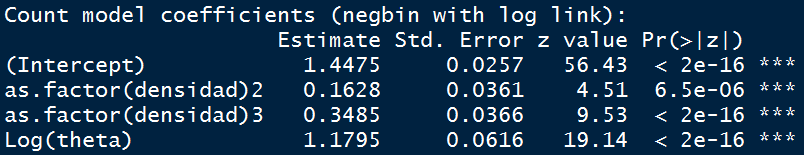 Count model coefficients (negbin with log link):
Estimate Std. Error z value Pr(>|z|)
(Intercept) 1.4475 0.0257 56.43 < 2e-16 ***
as.factor(densidad)2 0.1628 0.0361 4.51 6.5e-06 ***
as.factor(densidad)3 0.3485 0.0366 9.53 < 2e-16 ***
Log(theta) 1.1795 0.0616 19.14 < 2e-16 ***